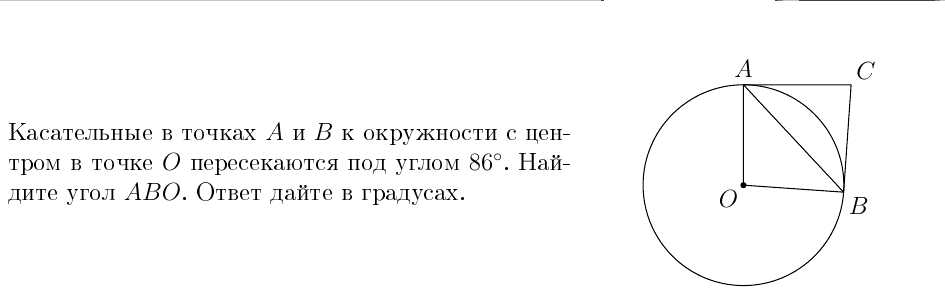 A
C
Касательные в точках A и B к окружности с цен-
тром в точке O пересекаются под углом 86°. Най-
дите угол ABO. Ответ дайте в градусах.
O
B